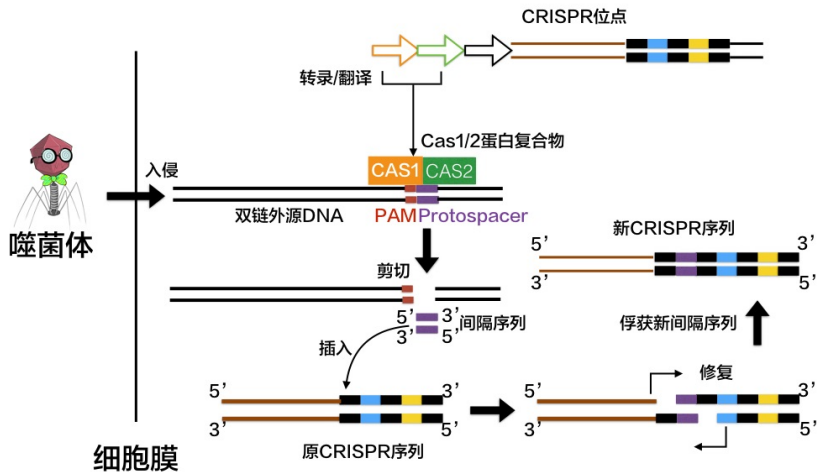 CRISPR位点
转录/翻译
Cas1/2蛋白复合物
CAS1 CAS2
入侵
双链外源DNA
PAM Protospacer
噬菌体
剪切
5’ 3’
3’ 5’
间隔序列
插入
5’ 3’
3’ 5’
原CRISPR序列
5’ 3’
3’ 5’
修复
俘获新间隔序列
新CRISPR序列
5’ 3’
3’ 5’
细胞膜